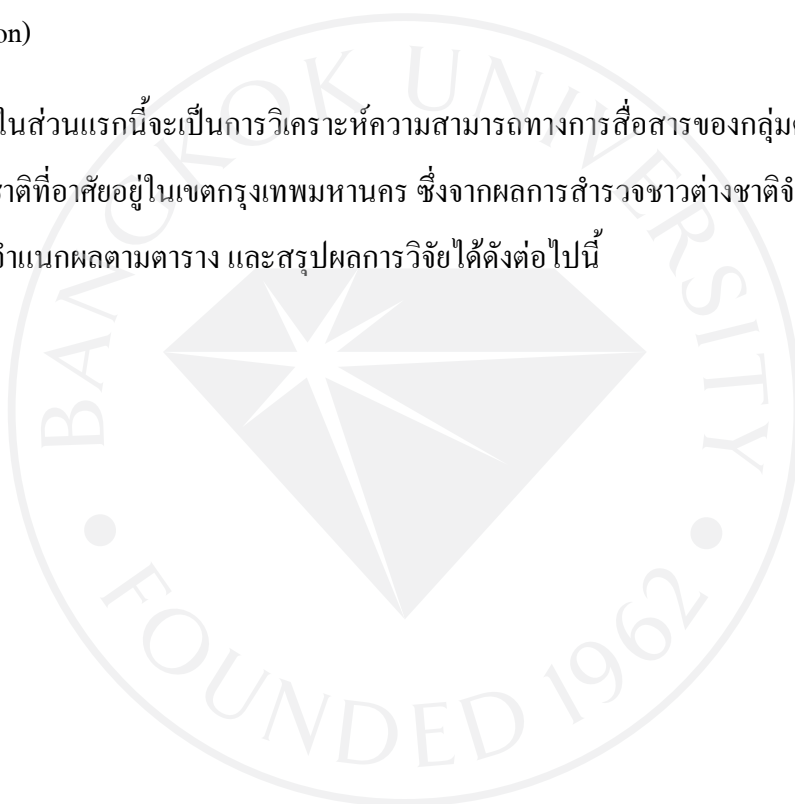 on)
ในส่วนแรกนี้จะเป็นการวิเคราะห์ความสามารถทางการสื่อสารของกลุ่ม
ชาติที่อาศัยอยู่ในเขตกรุงเทพมหานคร ซึ่งจากผลการสำรวจชาวต่างชาติจำ
จำแนกผลตามตาราง และสรุปผลการวิจัยได้ดังต่อไปนี้
BANGKOK UNIVERSITY
• FOUNDED 1962 •